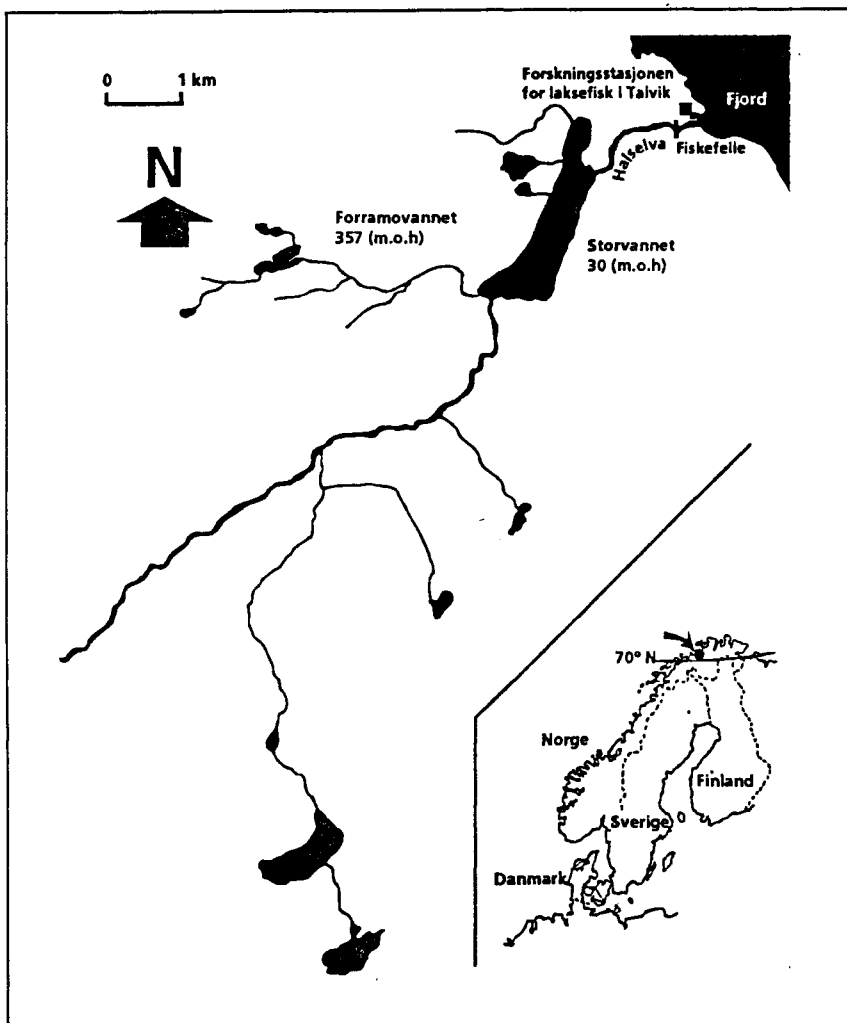 0 1 km
N
Forskningsstasjonen
for laksefisk i Talvik
Fjord
Halselva
Fiskefelle
Forramovannet
357 (m.o.h)
Storvannet
30 (m.o.h)
70° N
Norge
Finland
Sverige
Danmark